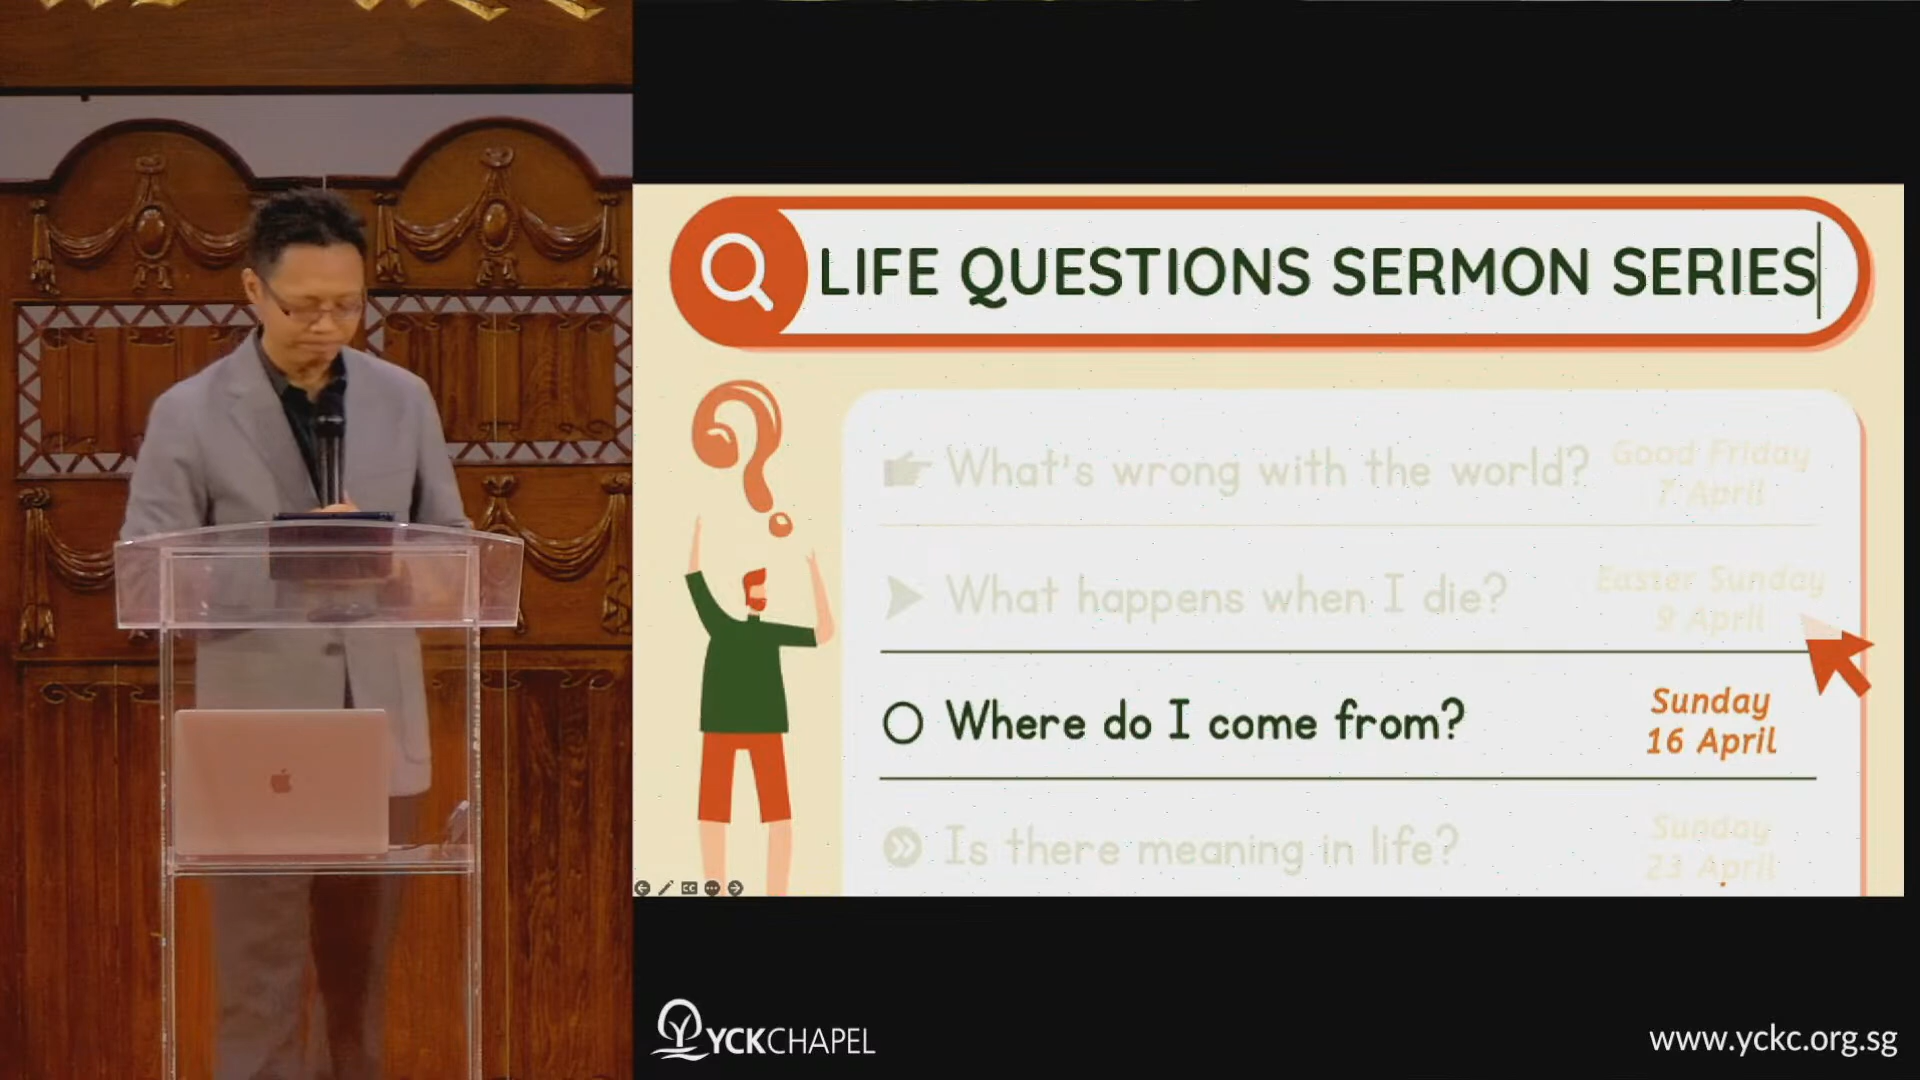 LIFE QUESTIONS SERMON SERIES
What's wrong with the world?
Good Friday
7 April
What happens when I die?
Easter Sunday
9 April
Where do I come from?
Sunday
16 April
Is there meaning in life?
Sunday
23 April
CC
YCKCHAPEL
www.yckc.org.sg